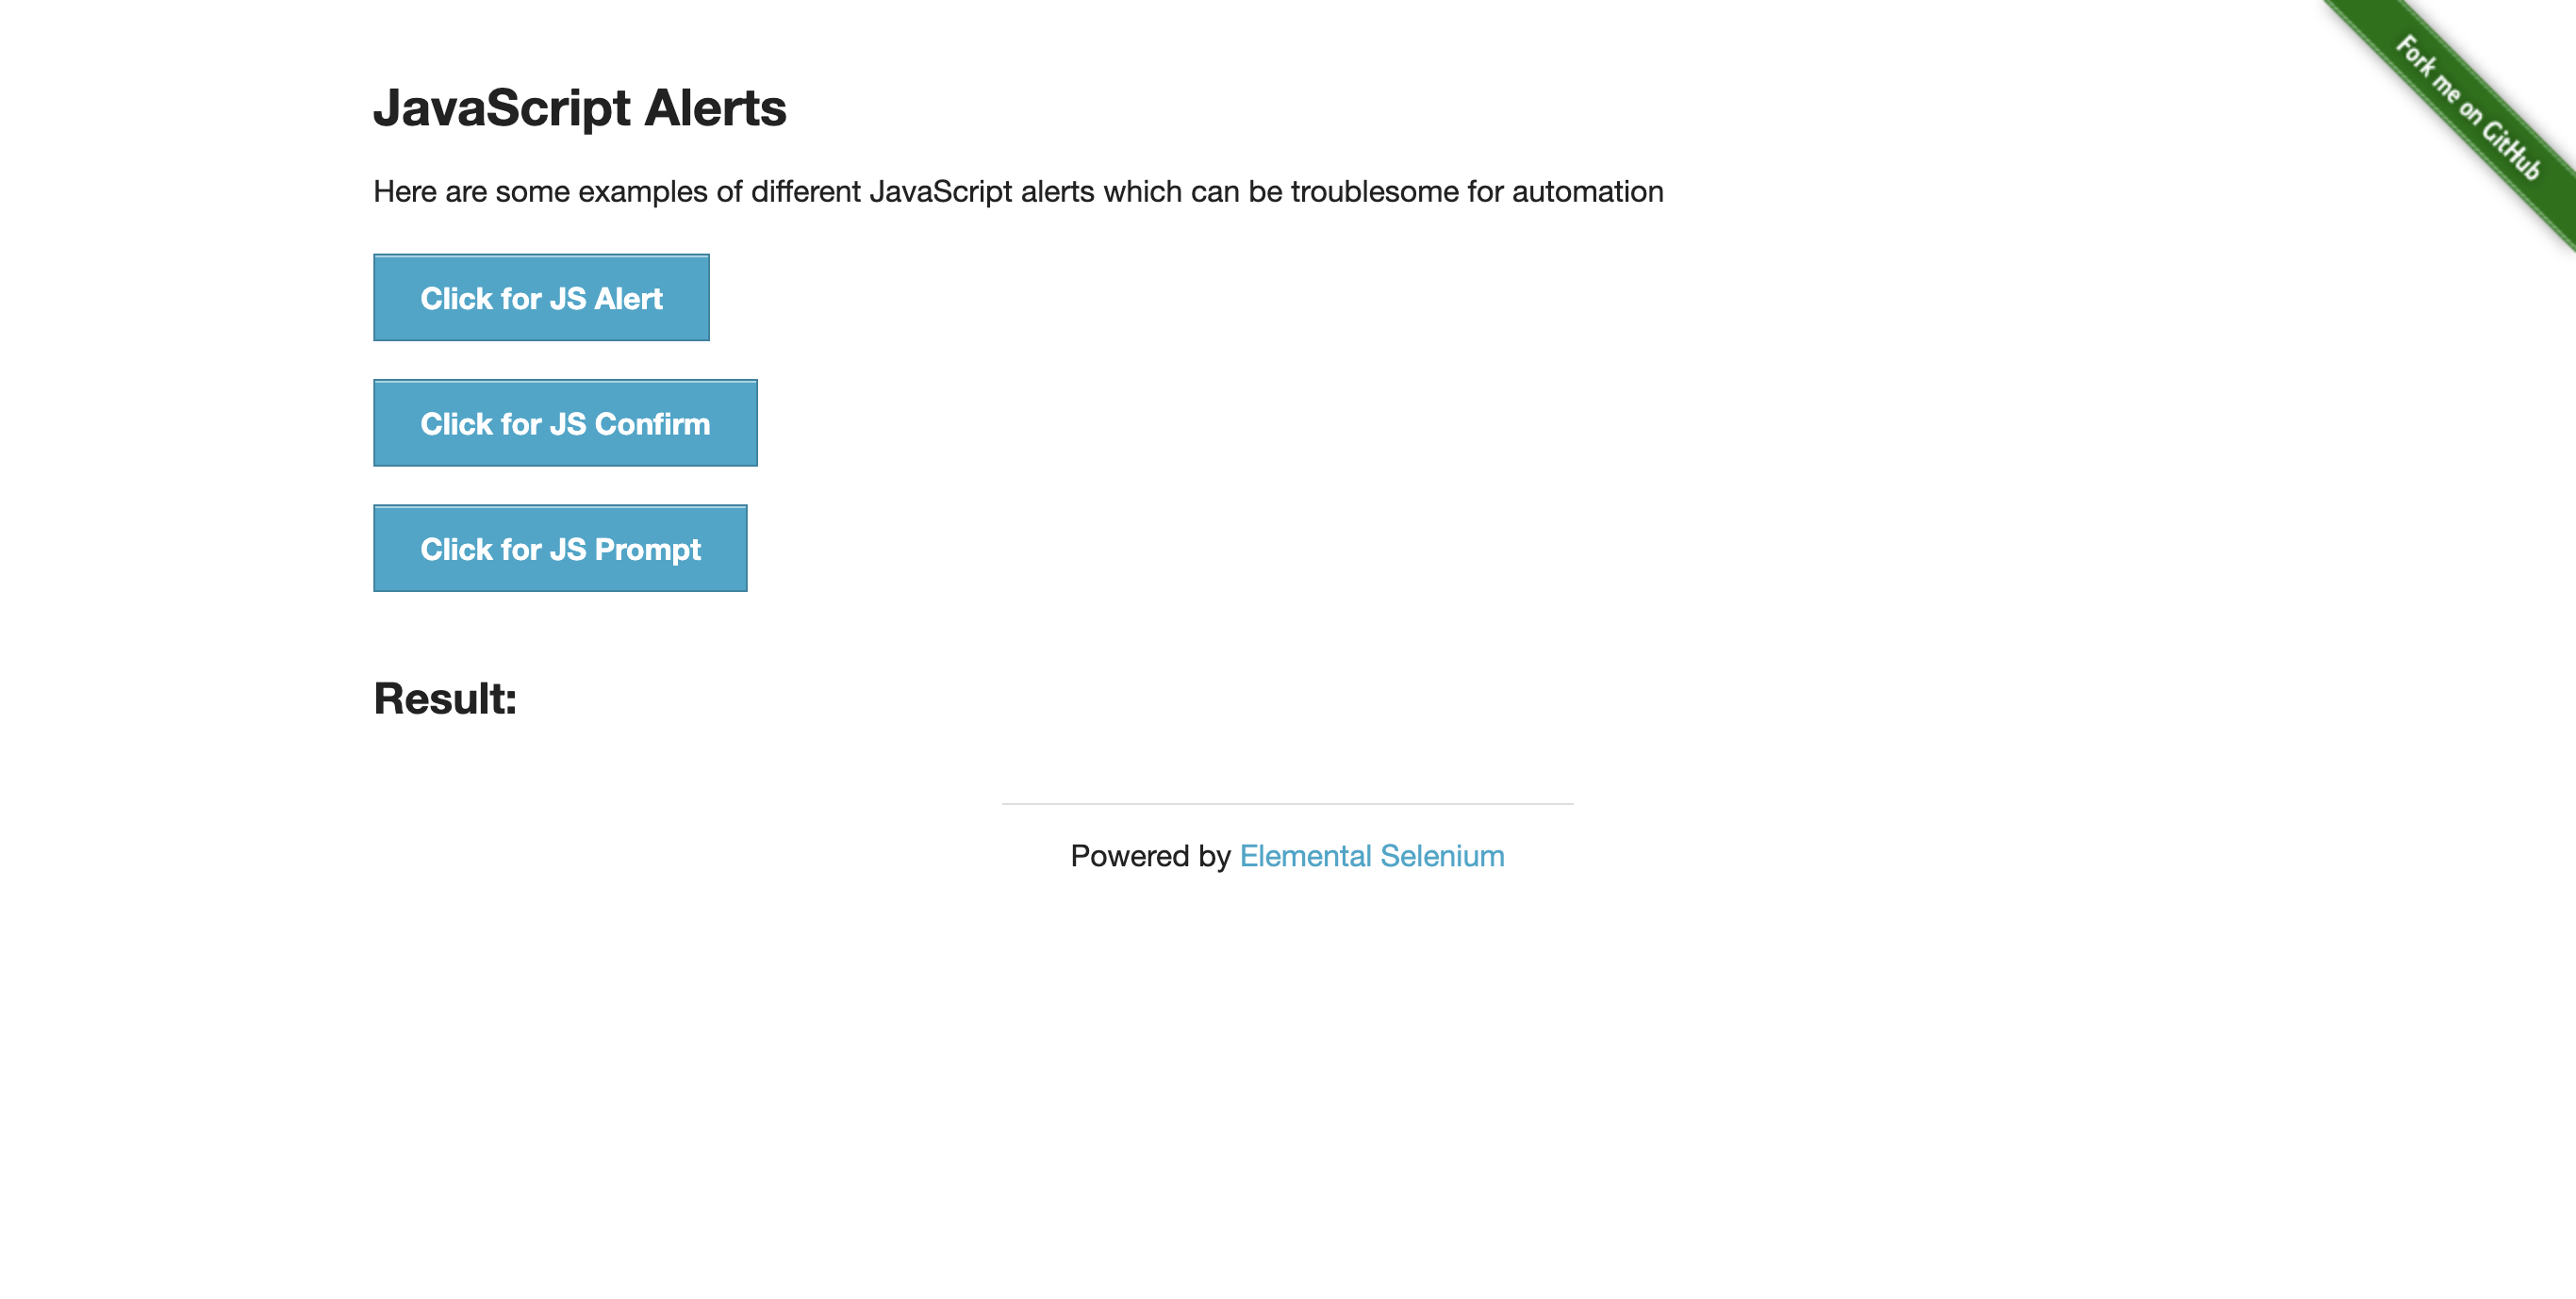 Fork me on GitHub
JavaScript Alerts
Here are some examples of different JavaScript alerts which can be troublesome for automation
Click for JS Alert
Click for JS Confirm
Click for JS Prompt
Result:
Powered by Elemental Selenium